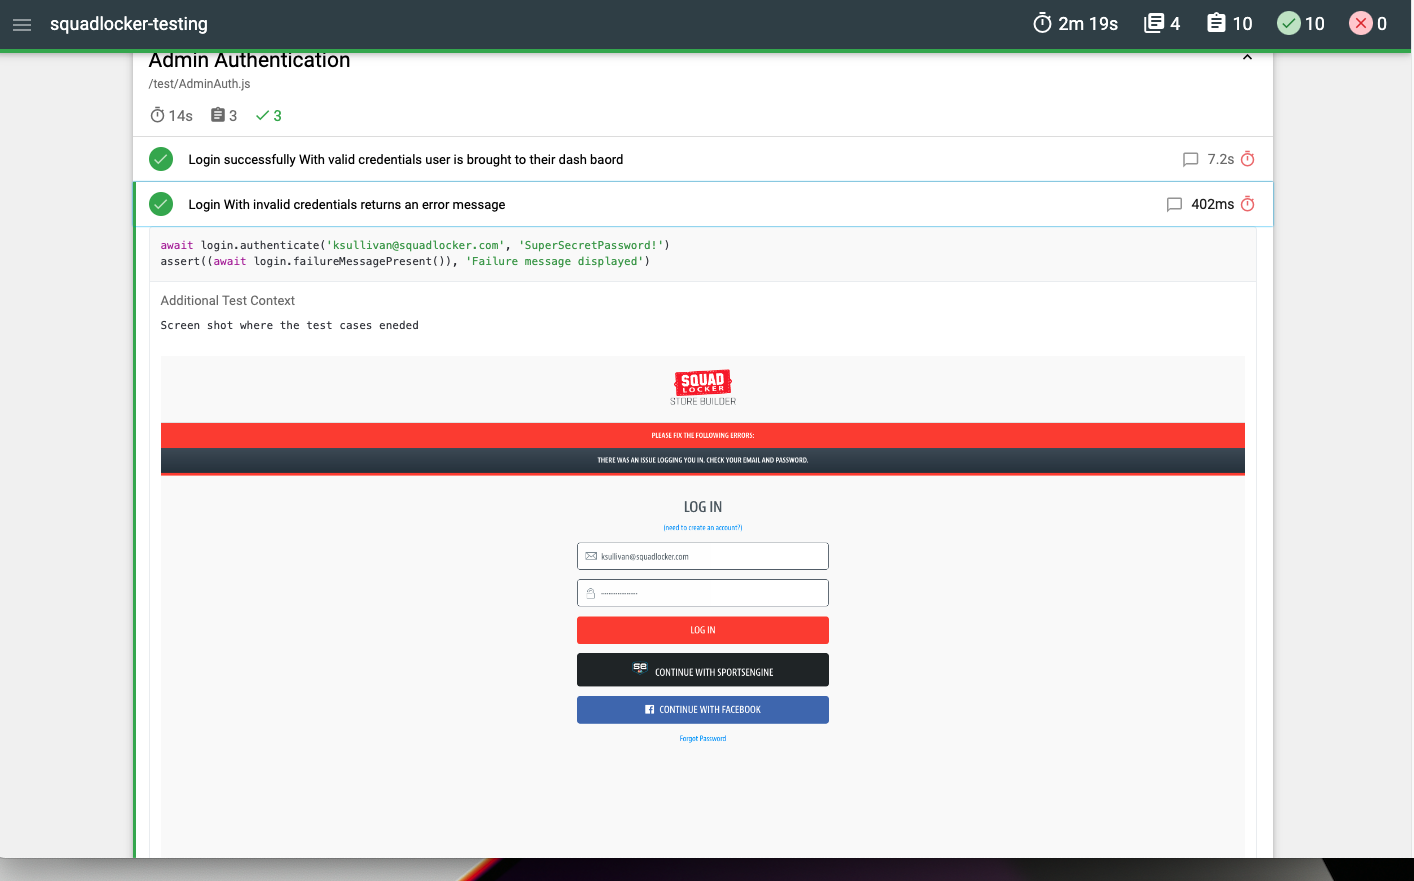 squadlocker-testing
2m 19s 4 10 10 0
Admin Authentication
/test/AdminAuth.js
14s 3 3
Login successfully With valid credentials user is brought to their dash baord 7.2s
Login With invalid credentials returns an error message 402ms
await login.authenticate('ksullivan@squadlocker.com', 'SuperSecretPassword!')
assert((await login.failureMessagePresent()), 'Failure message displayed')
Additional Test Context
Screen shot where the test cases eneded
SQUAD
LOCKER
STORE BUILDER
PLEASE FIX THE FOLLOWING ERRORS:
THERE WAS AN ISSUE LOGGING YOU IN. CHECK YOUR EMAIL AND PASSWORD.
LOG IN
(need to create an account?)
ksullivan@squadlocker.com
LOG IN
SE CONTINUE WITH SPORTSENGINE
CONTINUE WITH FACEBOOK
Forgot Password